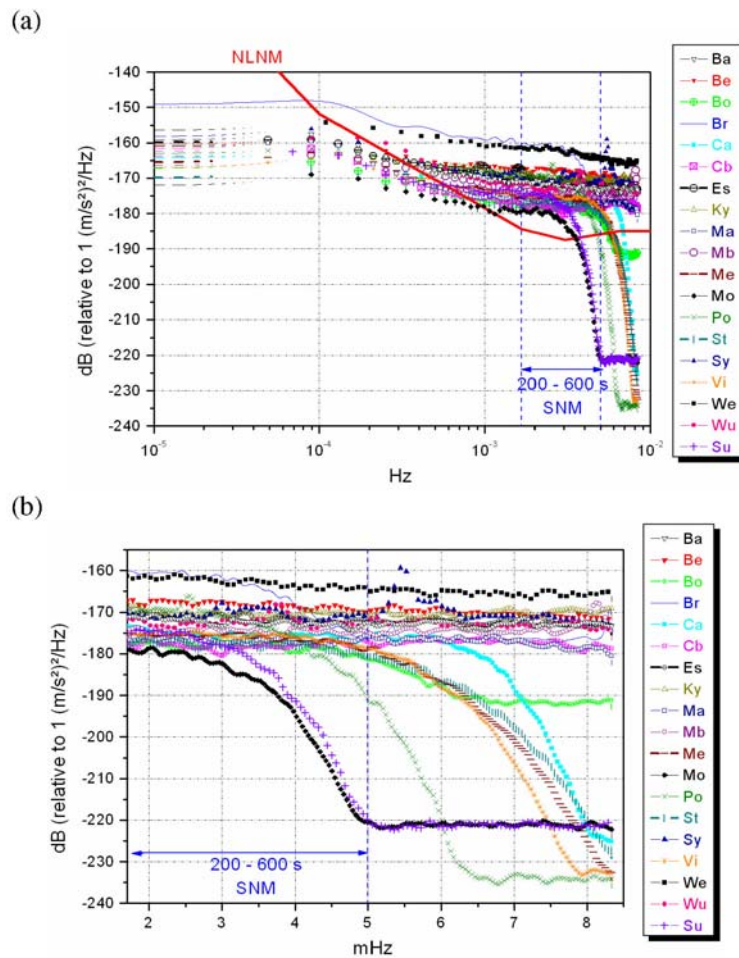 (a)
NLNM
dB (relative to 1 (m/s²)²/Hz)
-140
-150
-160
-170
-180
-190
-200
-210
-220
-230
-240
200 - 600 s
SNM
10⁻⁵
10⁻⁴
10⁻³
10⁻²
Hz
Ba
Be
Bo
Br
Ca
Cb
Es
Ky
Ma
Mb
Me
Mo
Po
St
Sy
Vi
We
Wu
Su
(b)
dB (relative to 1 (m/s²)²/Hz)
-160
-170
-180
-190
-200
-210
-220
-230
-240
200 - 600 s
SNM
2
3
4
5
6
7
8
mHz
Ba
Be
Bo
Br
Ca
Cb
Es
Ky
Ma
Mb
Me
Mo
Po
St
Sy
Vi
We
Wu
Su